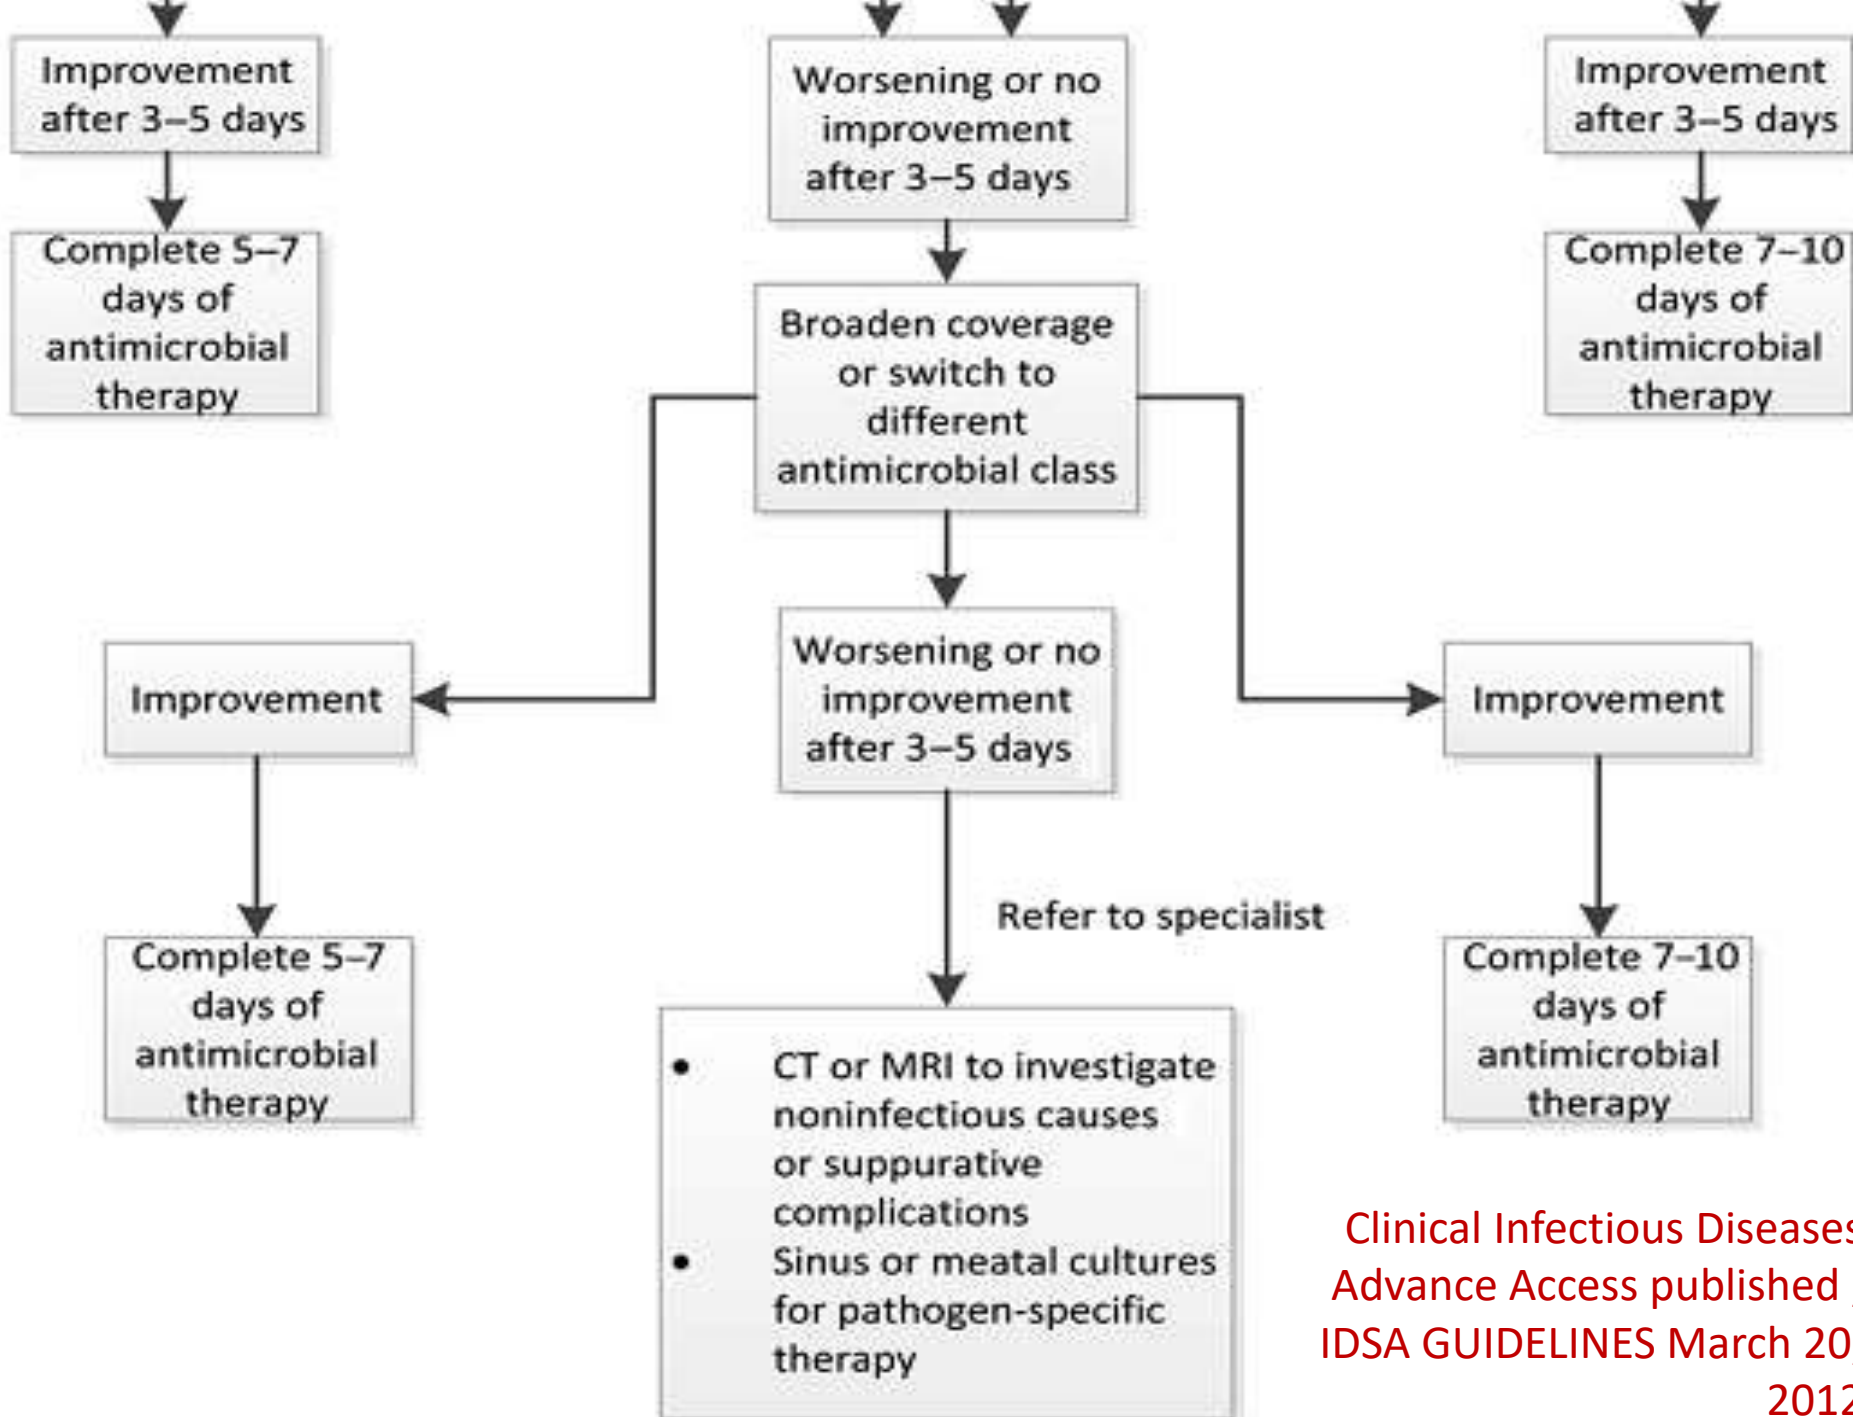 Improvement
after 3–5 days
Worsening or no
improvement
after 3–5 days
Improvement
after 3–5 days
Complete 5–7
days of
antimicrobial
therapy
Complete 7–10
days of
antimicrobial
therapy
Broaden coverage
or switch to
different
antimicrobial class
Improvement
Worsening or no
improvement
after 3–5 days
Improvement
Refer to specialist
Complete 5–7
days of
antimicrobial
therapy
Complete 7–10
days of
antimicrobial
therapy
• CT or MRI to investigate
noninfectious causes
or suppurative
complications
• Sinus or meatal cultures
for pathogen-specific
therapy
Clinical Infectious Diseases
Advance Access published ,
IDSA GUIDELINES March 20,
2012